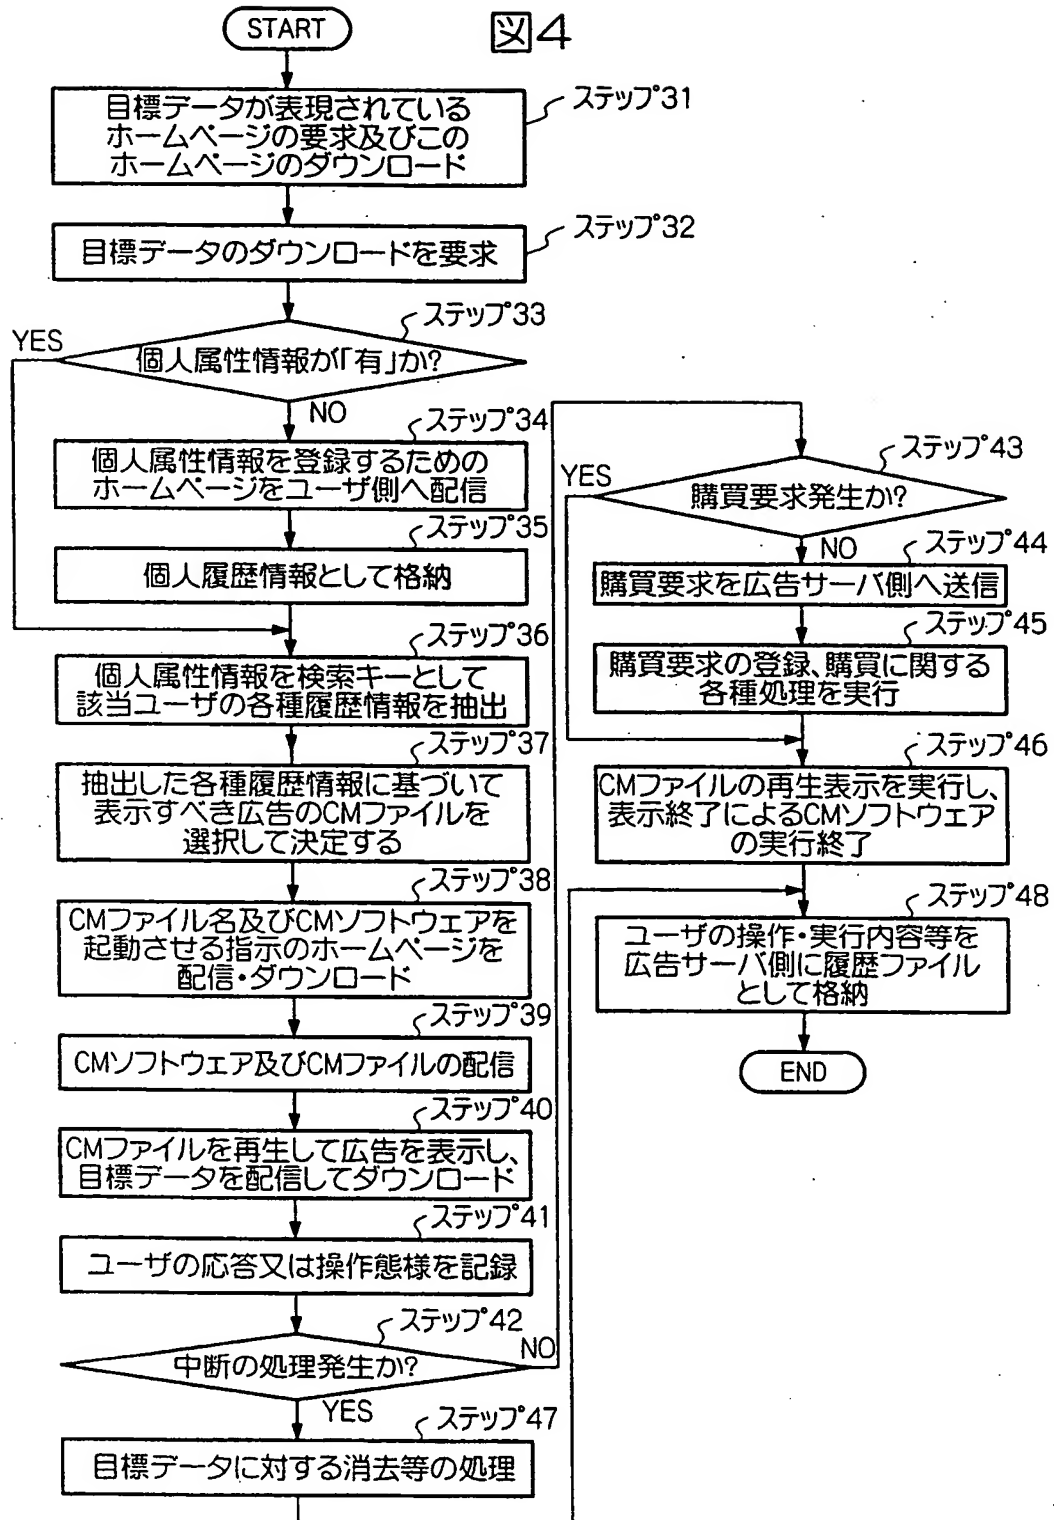 図4
START
目標データが表現されている
ホームページの要求及びこの
ホームページのダウンロード
ステップ31
目標データのダウンロードを要求
ステップ32
ステップ33
個人属性情報が「有」か?
YES
NO
ステップ34
個人属性情報を登録するための
ホームページをユーザ側へ配信
ステップ35
個人履歴情報として格納
ステップ36
個人属性情報を検索キーとして
該当ユーザの各種履歴情報を抽出
ステップ37
抽出した各種履歴情報に基づいて
表示すべき広告のCMファイルを
選択して決定する
ステップ38
CMファイル名及びCMソフトウェアを
起動させる指示のホームページを
配信・ダウンロード
ステップ39
CMソフトウェア及びCMファイルの配信
ステップ40
CMファイルを再生して広告を表示し、
目標データを配信してダウンロード
ステップ41
ユーザの応答又は操作態様を記録
ステップ42
中断の処理発生か?
NO
YES
ステップ47
目標データに対する消去等の処理
ステップ43
購買要求発生か?
YES
NO
ステップ44
購買要求を広告サーバ側へ送信
ステップ45
購買要求の登録、購買に関する
各種処理を実行
ステップ46
CMファイルの再生表示を実行し、
表示終了によるCMソフトウェア
の実行終了
ステップ48
ユーザの操作・実行内容等を
広告サーバ側に履歴ファイル
として格納
END